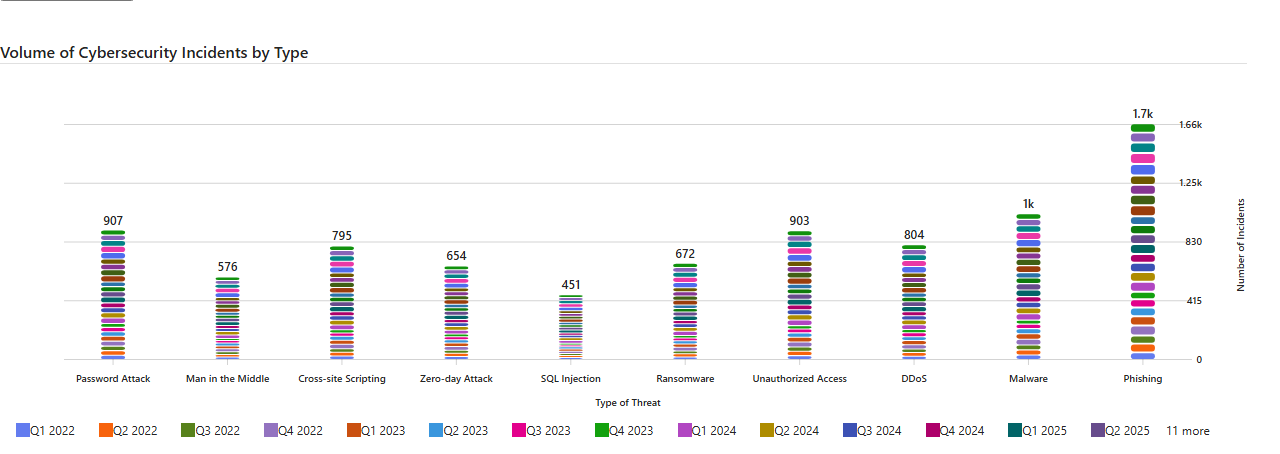 Volume of Cybersecurity Incidents by Type
1.7k
1.66k
1.25k
1k
907
903
830
795
804
654
672
576
451
415
0
Number of Incidents
Password Attack
Man in the Middle
Cross-site Scripting
Zero-day Attack
SQL Injection
Ransomware
Unauthorized Access
DDoS
Malware
Phishing
Type of Threat
Q1 2022 Q2 2022 Q3 2022 Q4 2022 Q1 2023 Q2 2023 Q3 2023 Q4 2023 Q1 2024 Q2 2024 Q3 2024 Q4 2024 Q1 2025 Q2 2025 11 more